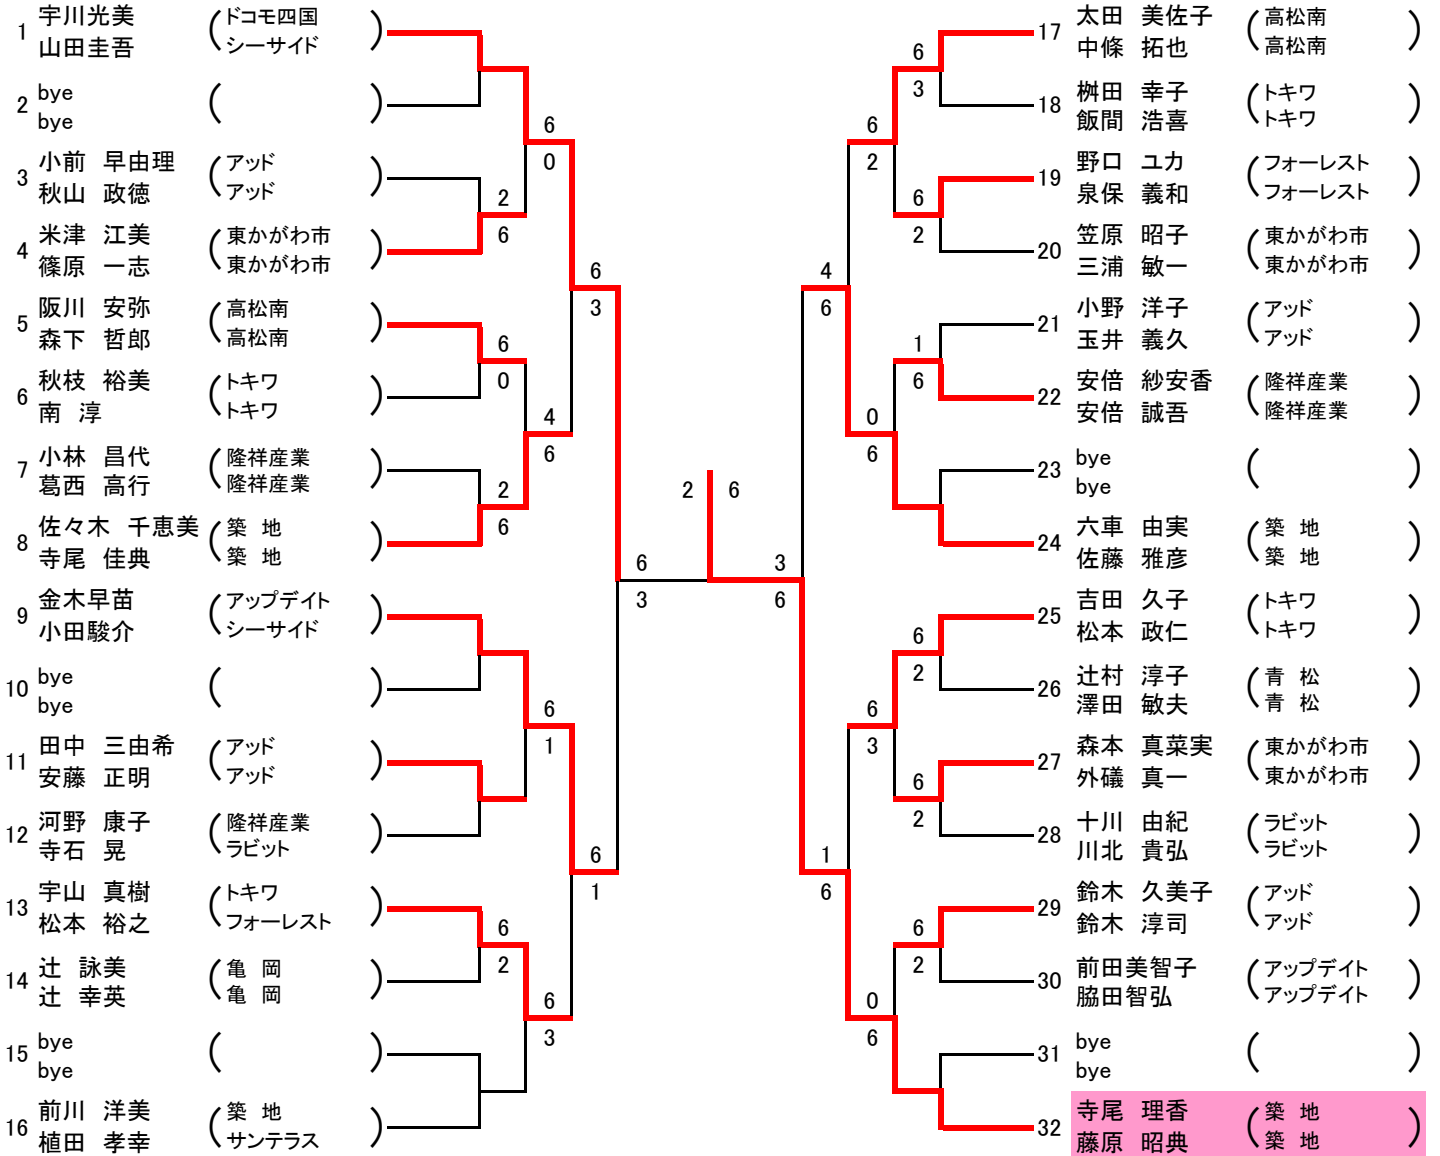 1 宇川光美 (ドコモ四国
山田圭吾 シーサイド)
2 bye ( )
bye
6
0
3 小前 早由理 (アッド
秋山 政徳 アッド)
2
6
4 米津 江美 (東かがわ市
篠原 一志 東かがわ市)
6
3
5 阪川 安弥 (高松南
森下 哲郎 高松南)
6
0
6 秋枝 裕美 (トキワ
南 淳 トキワ)
4
6
7 小林 昌代 (隆祥産業
葛西 高行 隆祥産業)
2
6
8 佐々木 千恵美 (築 地
寺尾 佳典 築 地)
6
3
9 金木早苗 (アップデイト
小田駿介 シーサイド)
10 bye ( )
bye
6
1
11 田中 三由希 (アッド
安藤 正明 アッド)
12 河野 康子 (隆祥産業
寺石 晃 ラビット)
6
1
13 宇山 真樹 (トキワ
松本 裕之 フォーレスト)
6
2
14 辻 詠美 (亀 岡
辻 幸英 亀 岡)
6
3
15 bye ( )
bye
16 前川 洋美 (築 地
植田 孝幸 サンテラス)
2 6
17 太田 美佐子 (高松南
中條 拓也 高松南)
6
3
18 桝田 幸子 (トキワ
飯間 浩喜 トキワ)
6
2
19 野口 ユカ (フォーレスト
泉保 義和 フォーレスト)
6
2
20 笠原 昭子 (東かがわ市
三浦 敏一 東かがわ市)
4
6
21 小野 洋子 (アッド
玉井 義久 アッド)
1
6
22 安倍 紗安香 (隆祥産業
安倍 誠吾 隆祥産業)
0
6
23 bye ( )
bye
24 六車 由実 (築 地
佐藤 雅彦 築 地)
3
6
25 吉田 久子 (トキワ
松本 政仁 トキワ)
6
2
26 辻村 淳子 (青 松
澤田 敏夫 青 松)
6
3
27 森本 真菜実 (東かがわ市
外礒 真一 東かがわ市)
6
2
28 十川 由紀 (ラビット
川北 貴弘 ラビット)
1
6
29 鈴木 久美子 (アッド
鈴木 淳司 アッド)
6
2
30 前田美智子 (アップデイト
脇田智弘 アップデイト)
0
6
31 bye ( )
bye
32 寺尾 理香 (築 地
藤原 昭典 築 地)